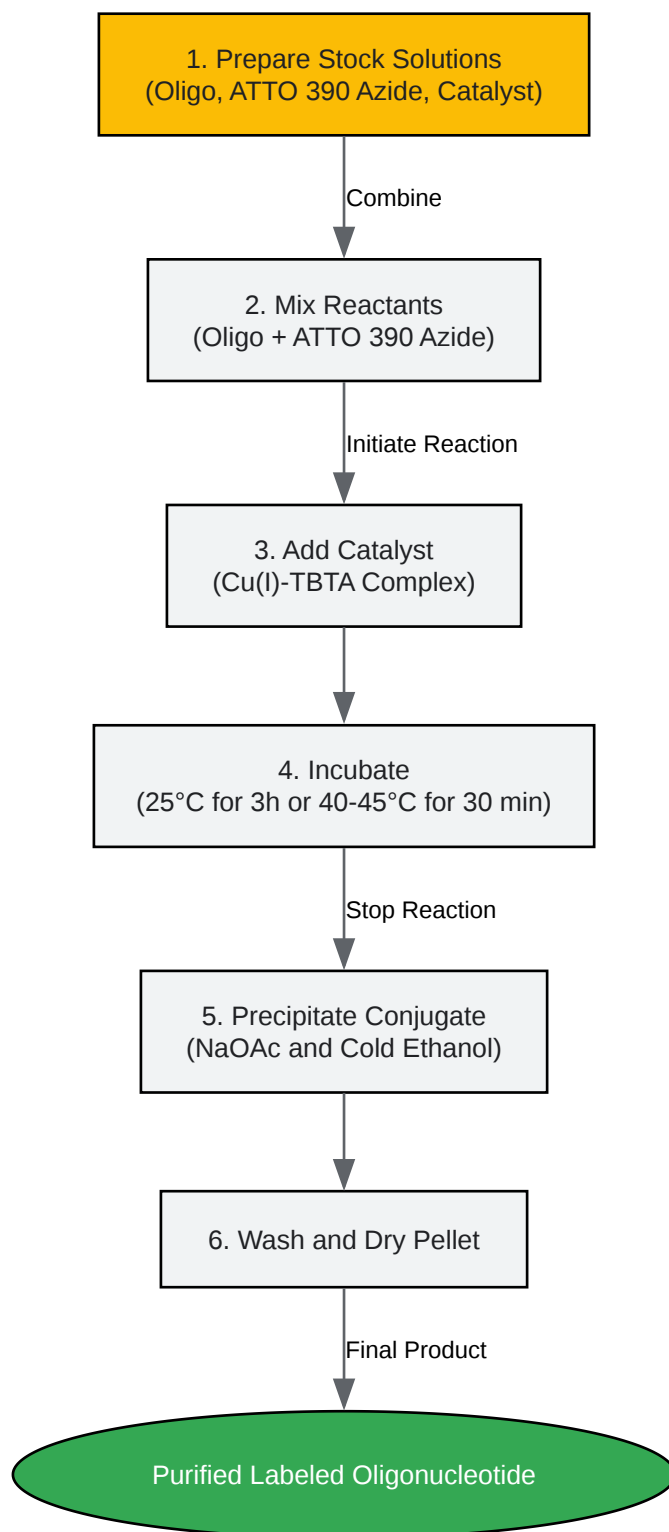 1. Prepare Stock Solutions
(Oligo, ATTO 390 Azide, Catalyst)
Combine
2. Mix Reactants
(Oligo + ATTO 390 Azide)
Initiate Reaction
3. Add Catalyst
(Cu(I)-TBTA Complex)
4. Incubate
(25°C for 3h or 40-45°C for 30 min)
Stop Reaction
5. Precipitate Conjugate
(NaOAc and Cold Ethanol)
6. Wash and Dry Pellet
Final Product
Purified Labeled Oligonucleotide